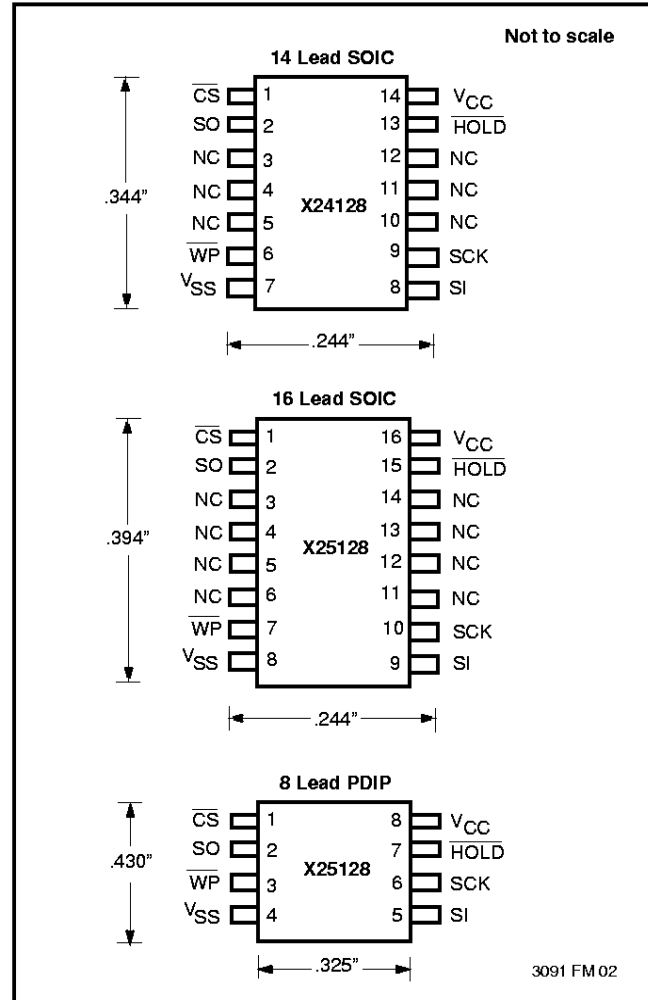 Not to scale
14 Lead SOIC
CS 1 14 VCC
SO 2 13 HOLD
NC 3 12 NC
NC 4 11 NC
NC 5 10 NC
WP 6 9 SCK
VSS 7 8 SI
X24128
.344”
.244”
16 Lead SOIC
CS 1 16 VCC
SO 2 15 HOLD
NC 3 14 NC
NC 4 13 NC
NC 5 12 NC
NC 6 11 NC
WP 7 10 SCK
VSS 8 9 SI
X25128
.394”
.244”
8 Lead PDIP
CS 1 8 VCC
SO 2 7 HOLD
WP 3 6 SCK
VSS 4 5 SI
X25128
.430”
.325”
3091 FM 02